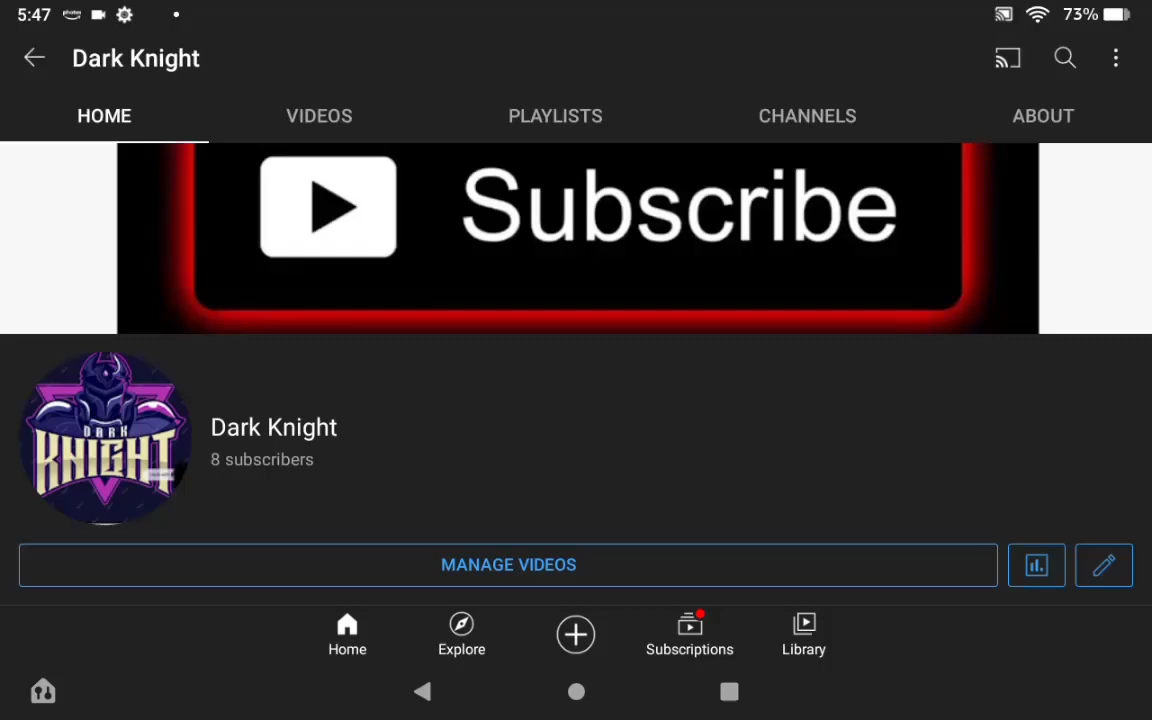 5:47
photos
73%
Dark Knight
HOME
VIDEOS
PLAYLISTS
CHANNELS
ABOUT
Subscribe
DARK
KNIGHT
Dark Knight
8 subscribers
MANAGE VIDEOS
Home
Explore
Subscriptions
Library